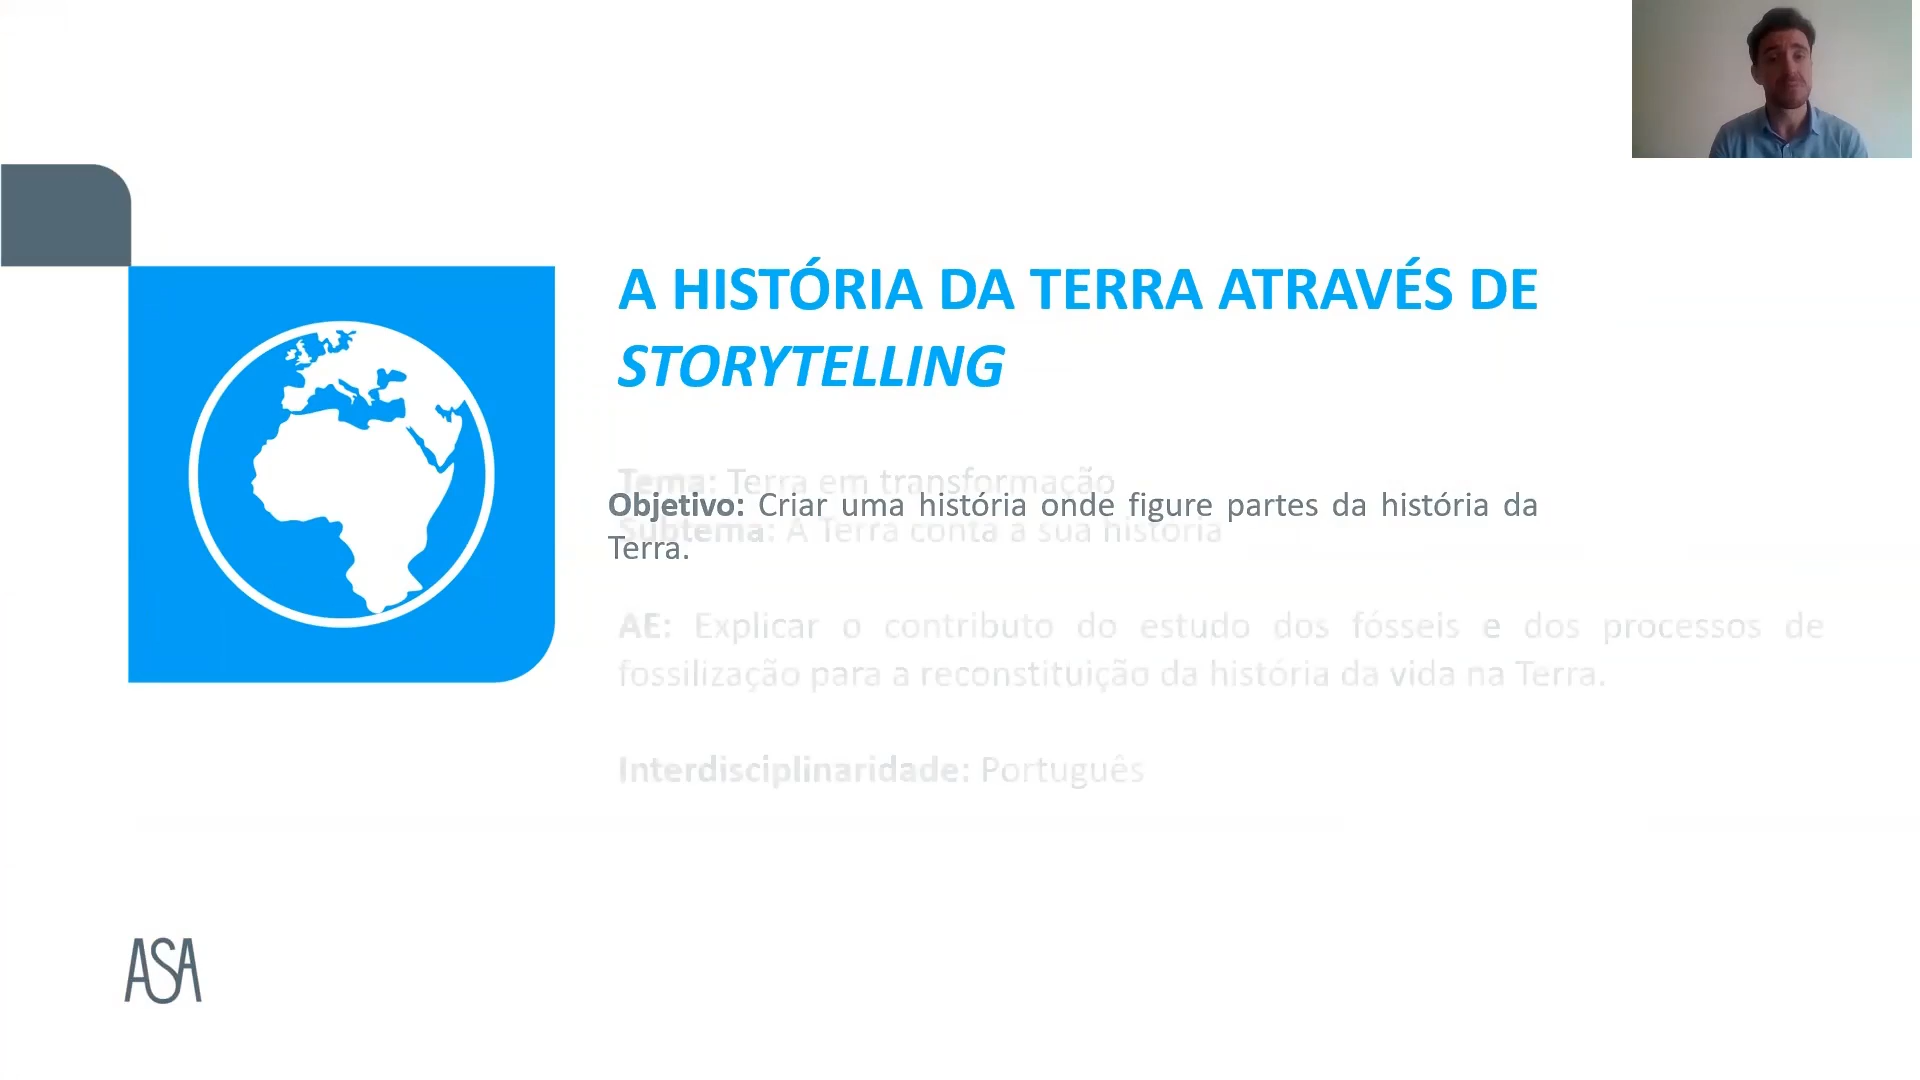 A HISTÓRIA DA TERRA ATRAVÉS DE
STORYTELLING
Tema: Terra em transformação
Objetivo: Criar uma história onde figure partes da história da
Subtema: A Terra conta a sua história
Terra.
AE: Explicar o contributo do estudo dos fósseis e dos processos de
fossilização para a reconstituição da história da vida na Terra.
Interdisciplinaridade: Português
ASA